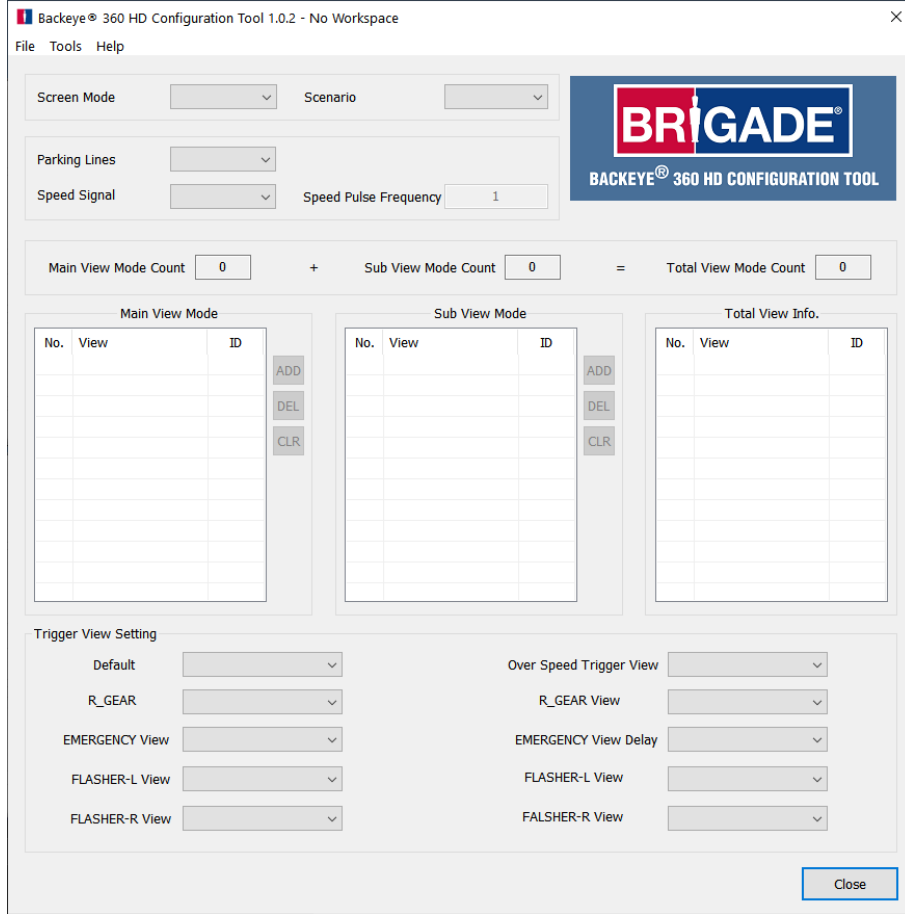 Backeye® 360 HD Configuration Tool 1.0.2 - No Workspace
File Tools Help
Screen Mode Scenario
BRIGADE®
BACKEYE® 360 HD CONFIGURATION TOOL
Parking Lines
Speed Signal Speed Pulse Frequency 1
Main View Mode Count 0 + Sub View Mode Count 0 = Total View Mode Count 0
Main View Mode Sub View Mode Total View Info.
No. View ID No. View ID No. View ID
ADD ADD
DEL DEL
CLR CLR
Trigger View Setting
Default Over Speed Trigger View
R_GEAR R_GEAR View
EMERGENCY View EMERGENCY View Delay
FLASHER-L View FLASHER-L View
FLASHER-R View FALSHER-R View
Close